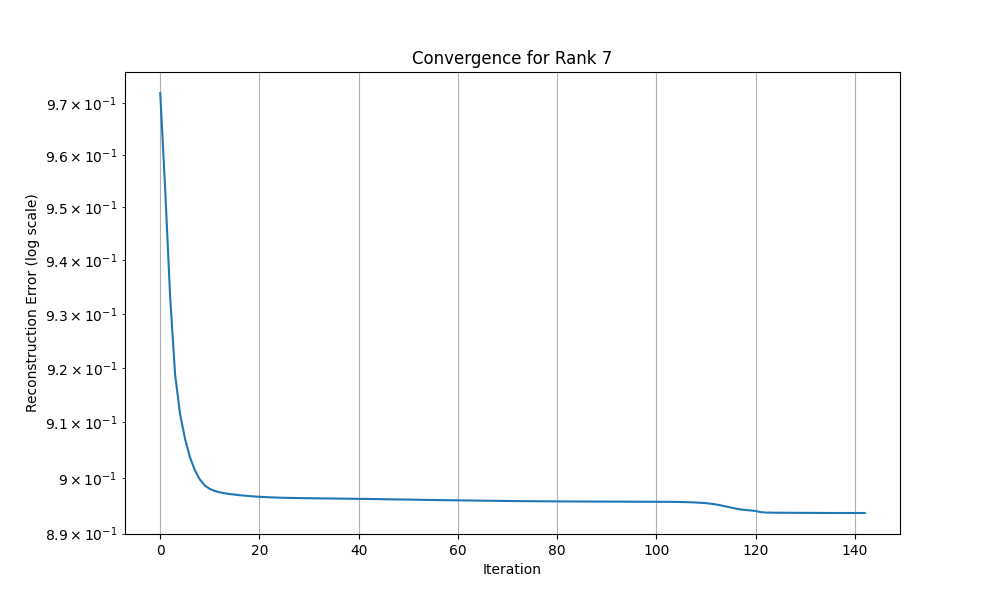 Convergence for Rank 7
Reconstruction Error (log scale)
9.7 × 10⁻¹
9.6 × 10⁻¹
9.5 × 10⁻¹
9.4 × 10⁻¹
9.3 × 10⁻¹
9.2 × 10⁻¹
9.1 × 10⁻¹
9 × 10⁻¹
8.9 × 10⁻¹
0 20 40 60 80 100 120 140
Iteration